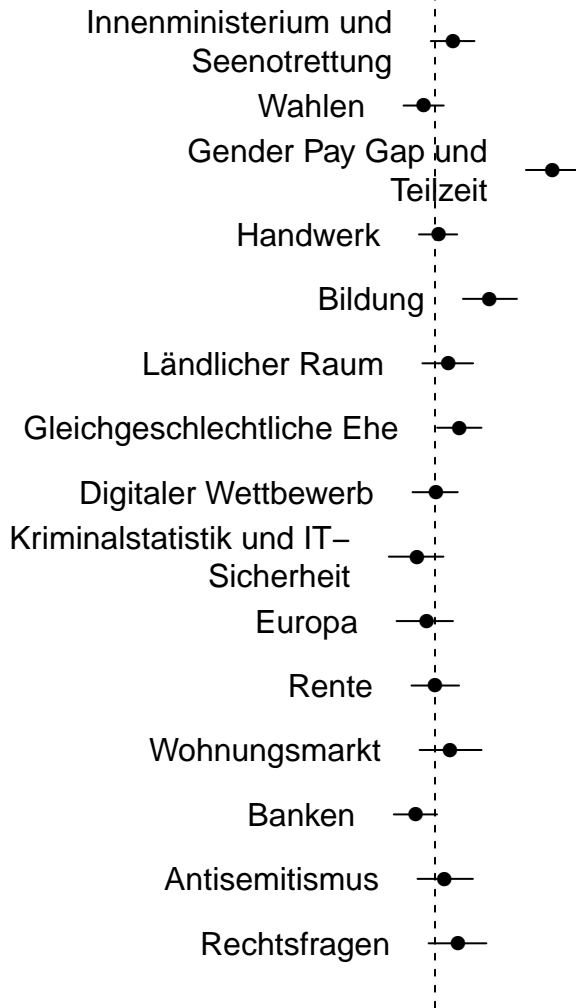 Innenministerium und
Seenotrettung
Wahlen
Gender Pay Gap und
Teilzeit
Handwerk
Bildung
Ländlicher Raum
Gleichgeschlechtliche Ehe
Digitaler Wettbewerb
Kriminalstatistik und IT−
Sicherheit
Europa
Rente
Wohnungsmarkt
Banken
Antisemitismus
Rechtsfragen